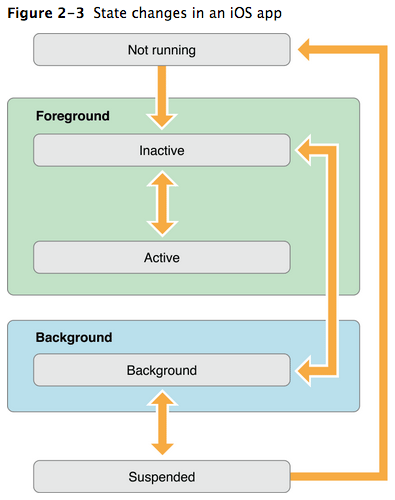 Figure 2-3 State changes in an iOS app
Not running
Foreground
Inactive
Active
Background
Background
Suspended